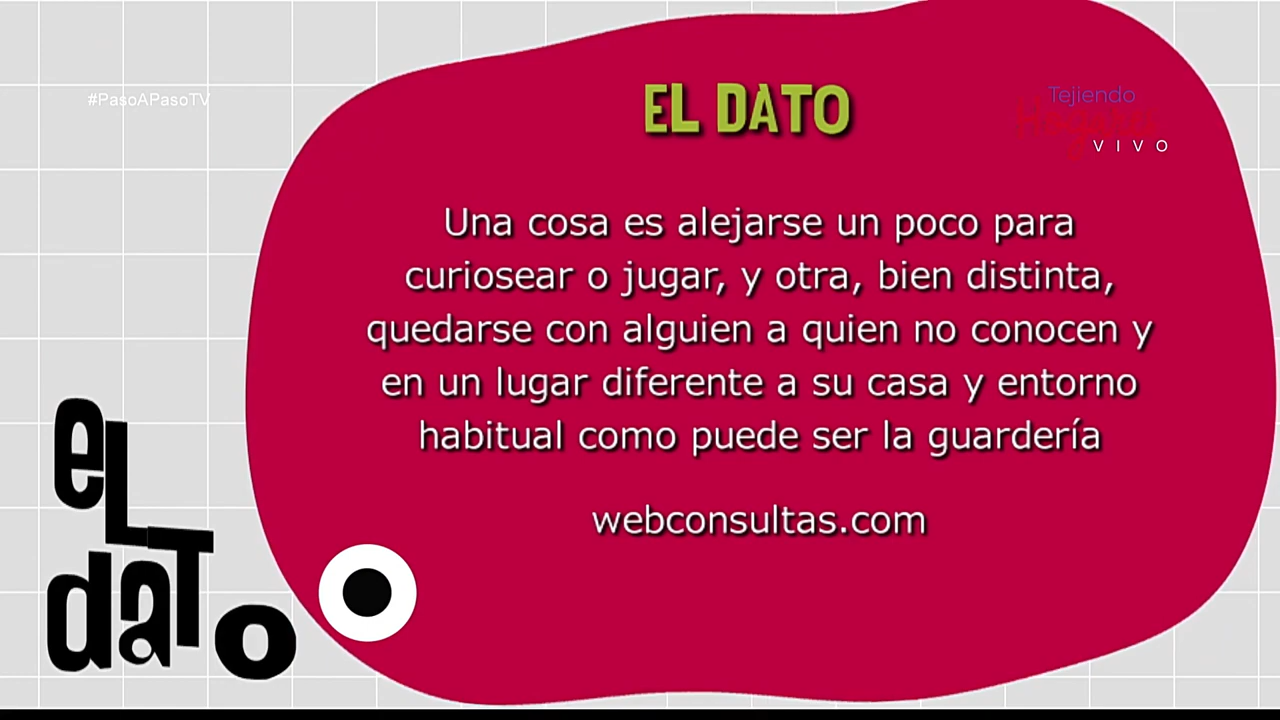 #PasoAPasoTV
EL DATO
Tejiendo
Hogares
VIVO
Una cosa es alejarse un poco para
curiosear o jugar, y otra, bien distinta,
quedarse con alguien a quien no conocen y
en un lugar diferente a su casa y entorno
habitual como puede ser la guardería
webconsultas.com
eL
daTo